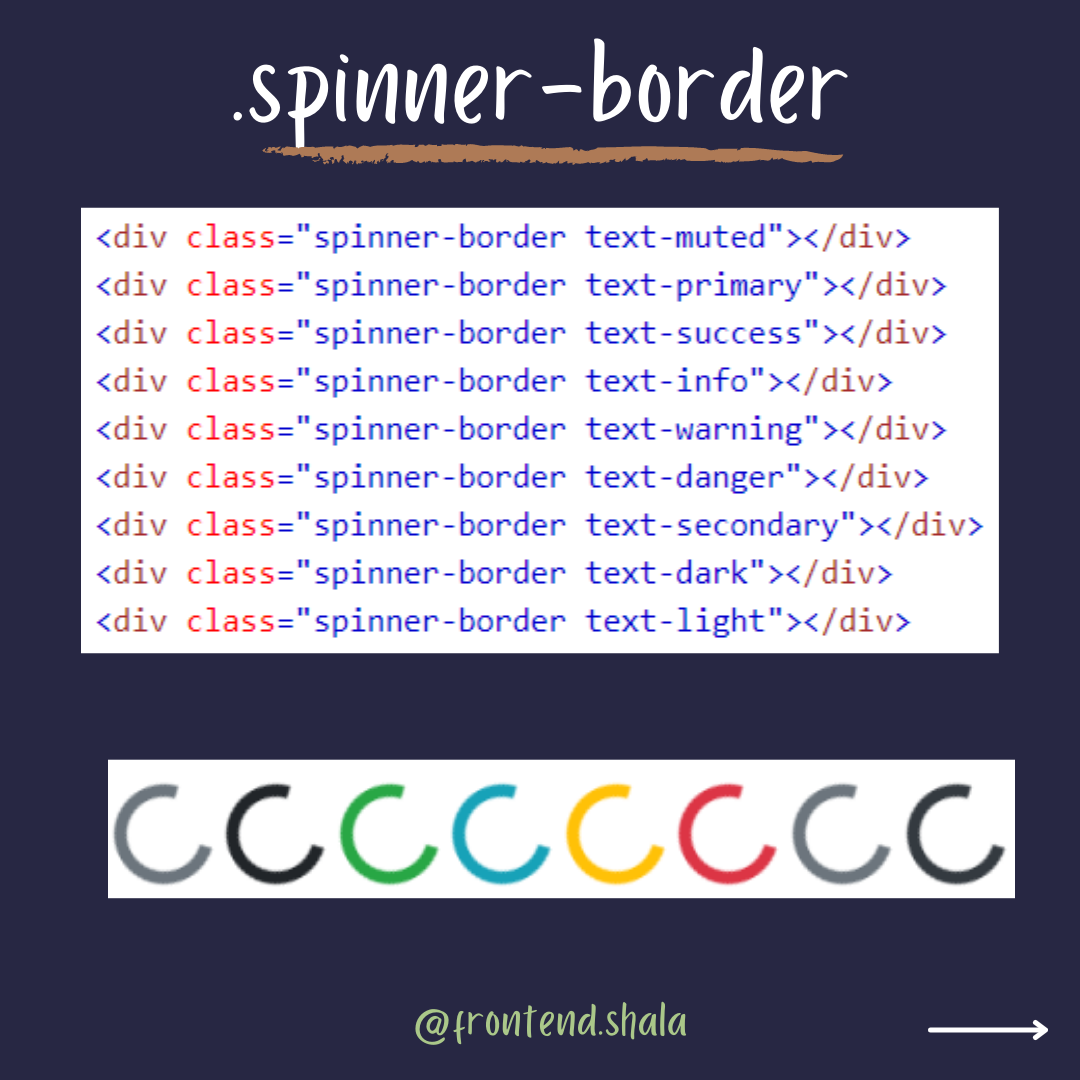 .spinner-border
<div class="spinner-border text-muted"></div>
<div class="spinner-border text-primary"></div>
<div class="spinner-border text-success"></div>
<div class="spinner-border text-info"></div>
<div class="spinner-border text-warning"></div>
<div class="spinner-border text-danger"></div>
<div class="spinner-border text-secondary"></div>
<div class="spinner-border text-dark"></div>
<div class="spinner-border text-light"></div>
@frontend.shala